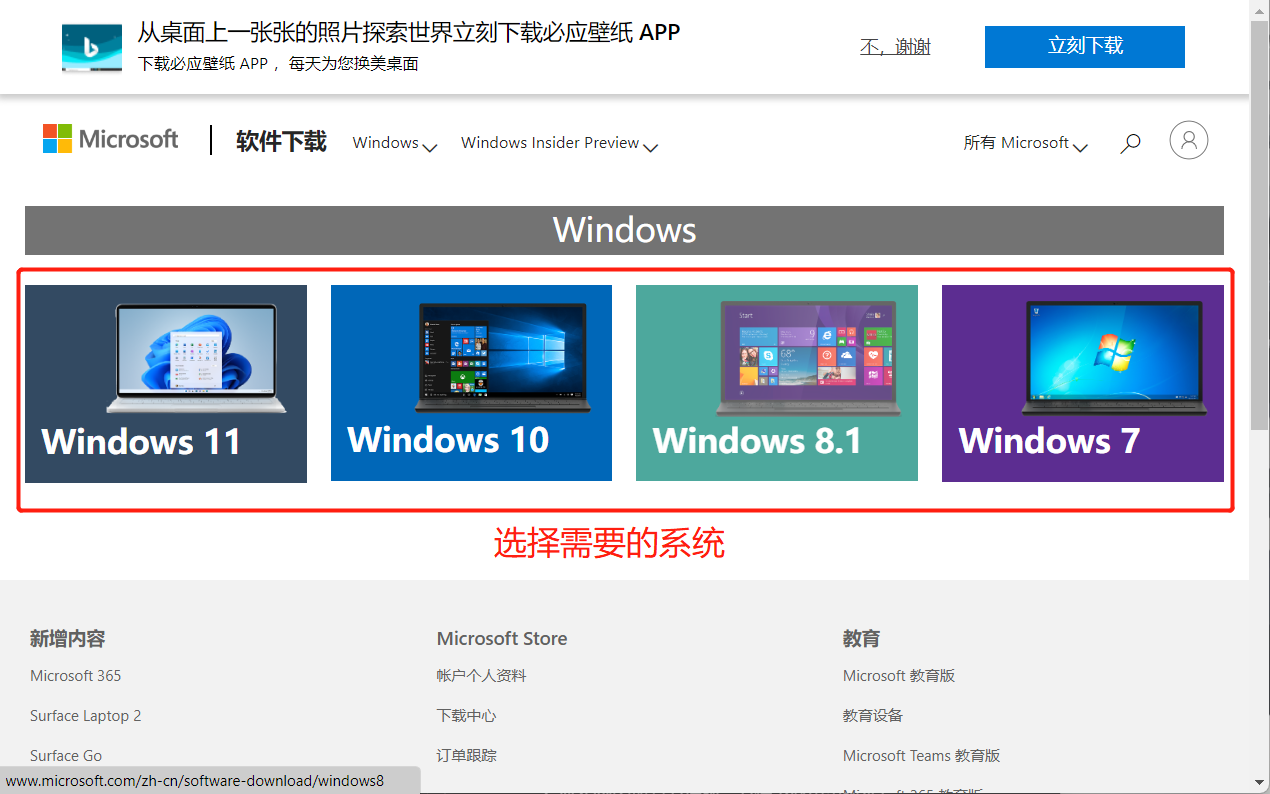 从桌面上一张张的照片探索世界立刻下载必应壁纸 APP
下载必应壁纸 APP ，每天为您换美桌面
不，谢谢
立刻下载
Microsoft
软件下载
Windows
Windows Insider Preview
所有 Microsoft
Windows
Windows 11
Windows 10
Start
68°
Windows 8.1
Windows 7
选择需要的系统
新增内容
Microsoft Store
教育
Microsoft 365
帐户个人资料
Microsoft 教育版
Surface Laptop 2
下载中心
教育设备
Surface Go
订单跟踪
Microsoft Teams 教育版
www.microsoft.com/zh-cn/software-download/windows8